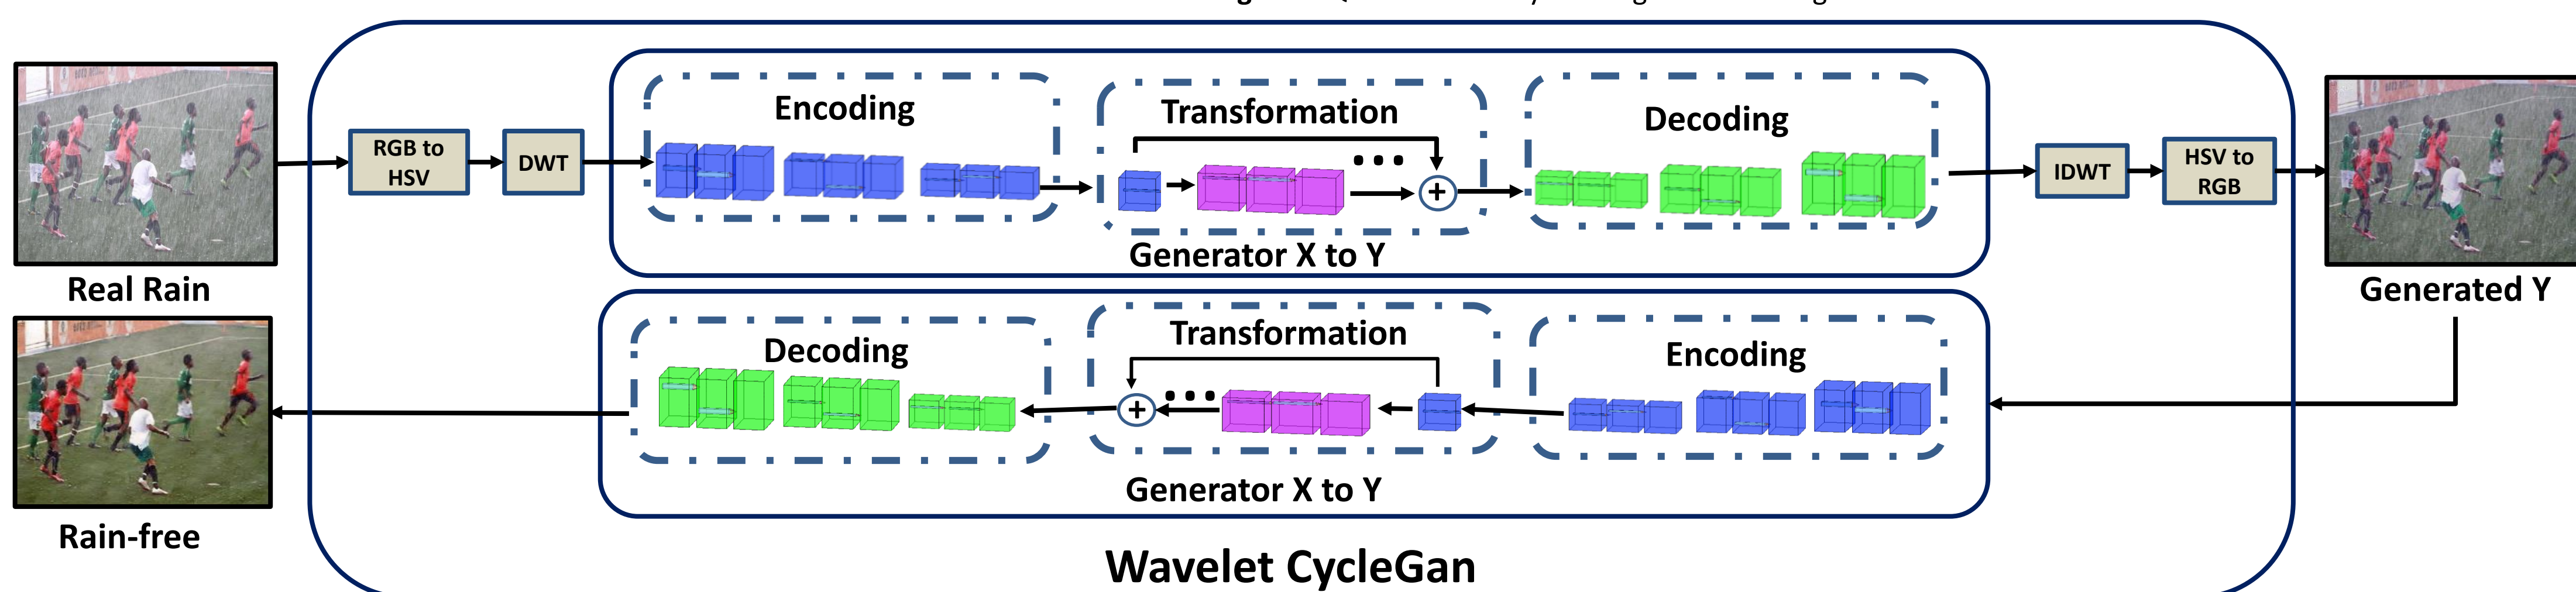 Encoding
Transformation
Decoding
RGB to
HSV
DWT
IDWT
HSV to
RGB
Generator X to Y
Real Rain
Generated Y
Decoding
Transformation
Encoding
Generator X to Y
Rain-free
Wavelet CycleGan